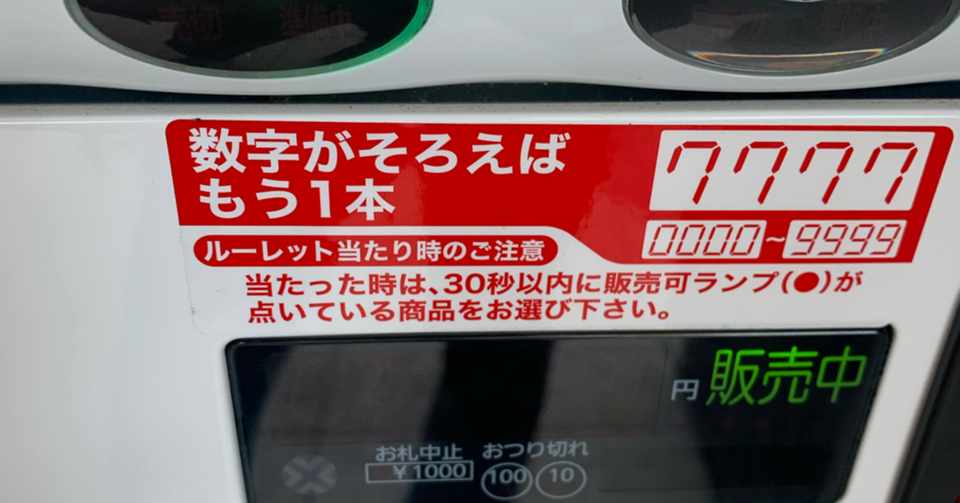 数字がそろえば
もう1本
7777
0000~9999
ルーレット当たり時のご注意
当たった時は、30秒以内に販売可ランプ(●)が
点いている商品をお選び下さい。
円 販売中
お札中止 おつり切れ
¥1000 100 10